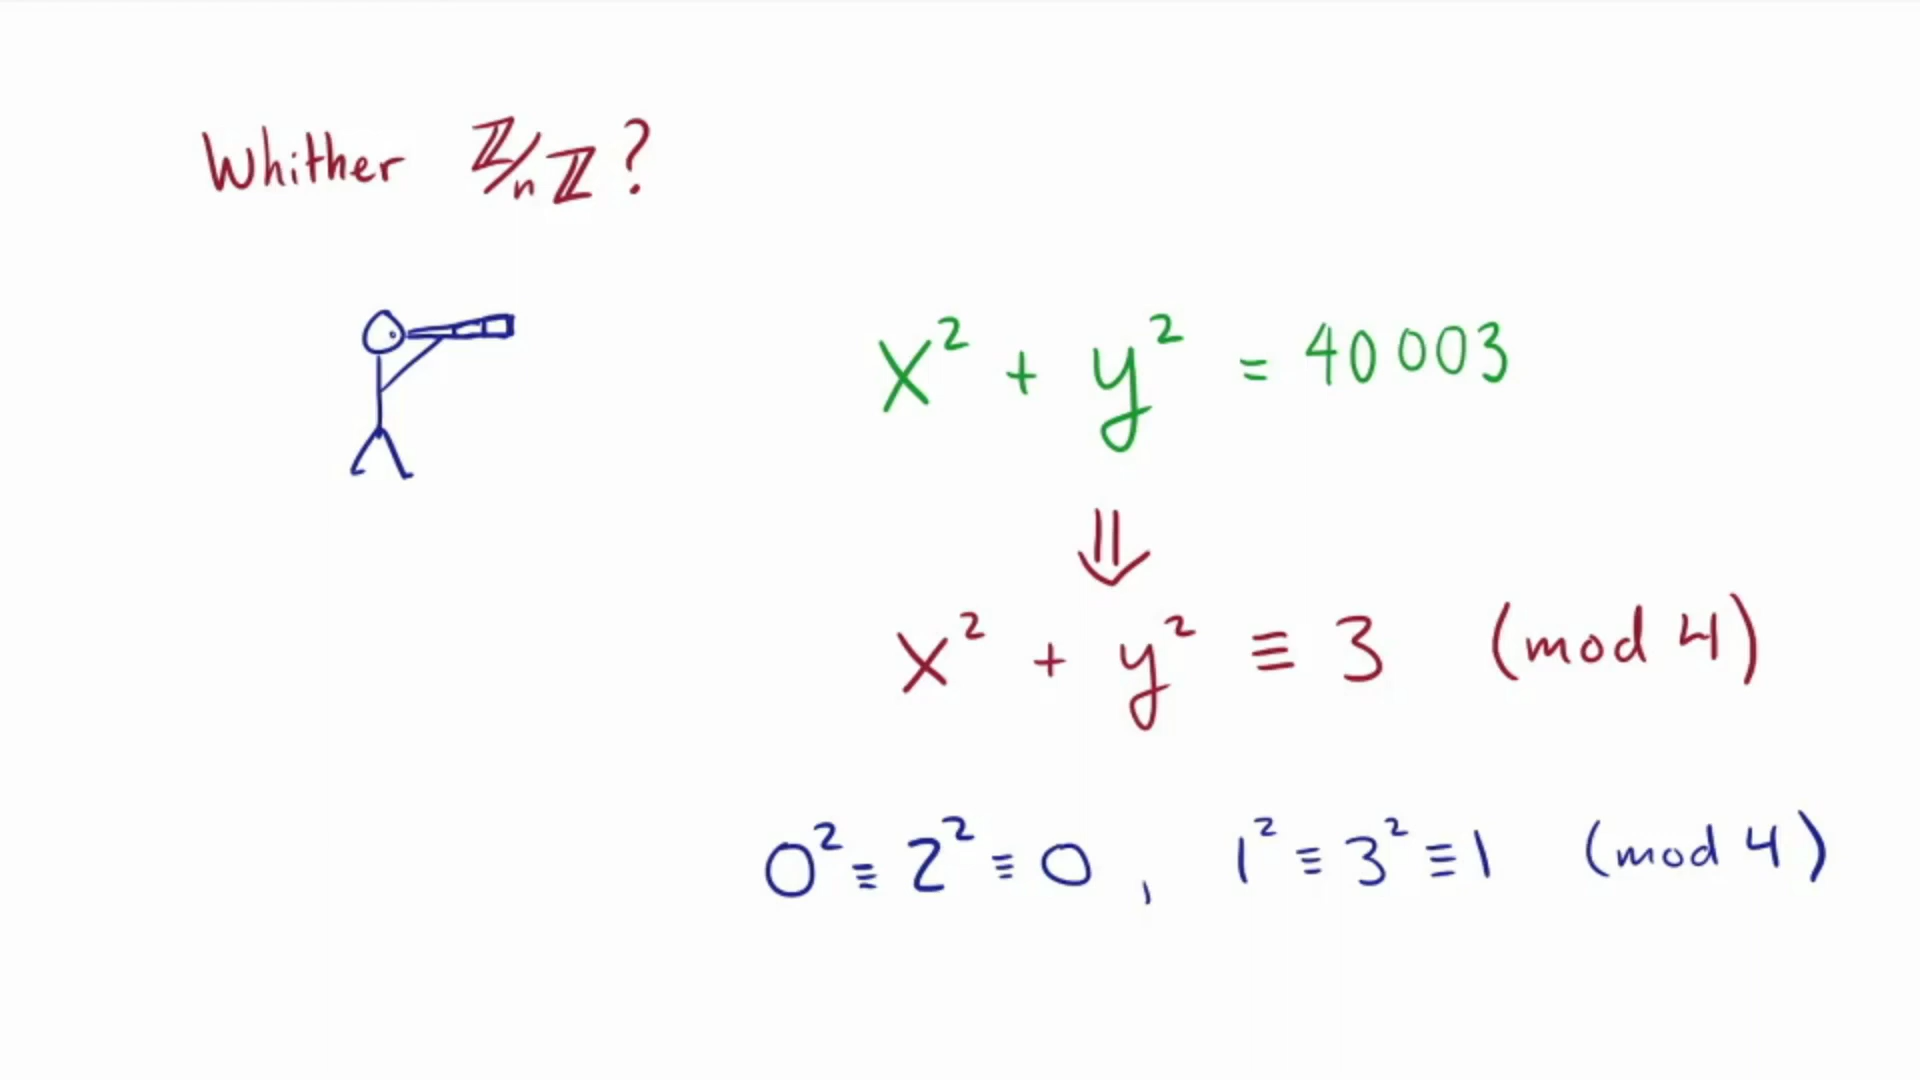 Whither ℤ/nℤ?
x² + y² = 40003
⇓
x² + y² ≡ 3 (mod 4)
0² ≡ 2² ≡ 0 , 1² ≡ 3² ≡ 1 (mod 4)